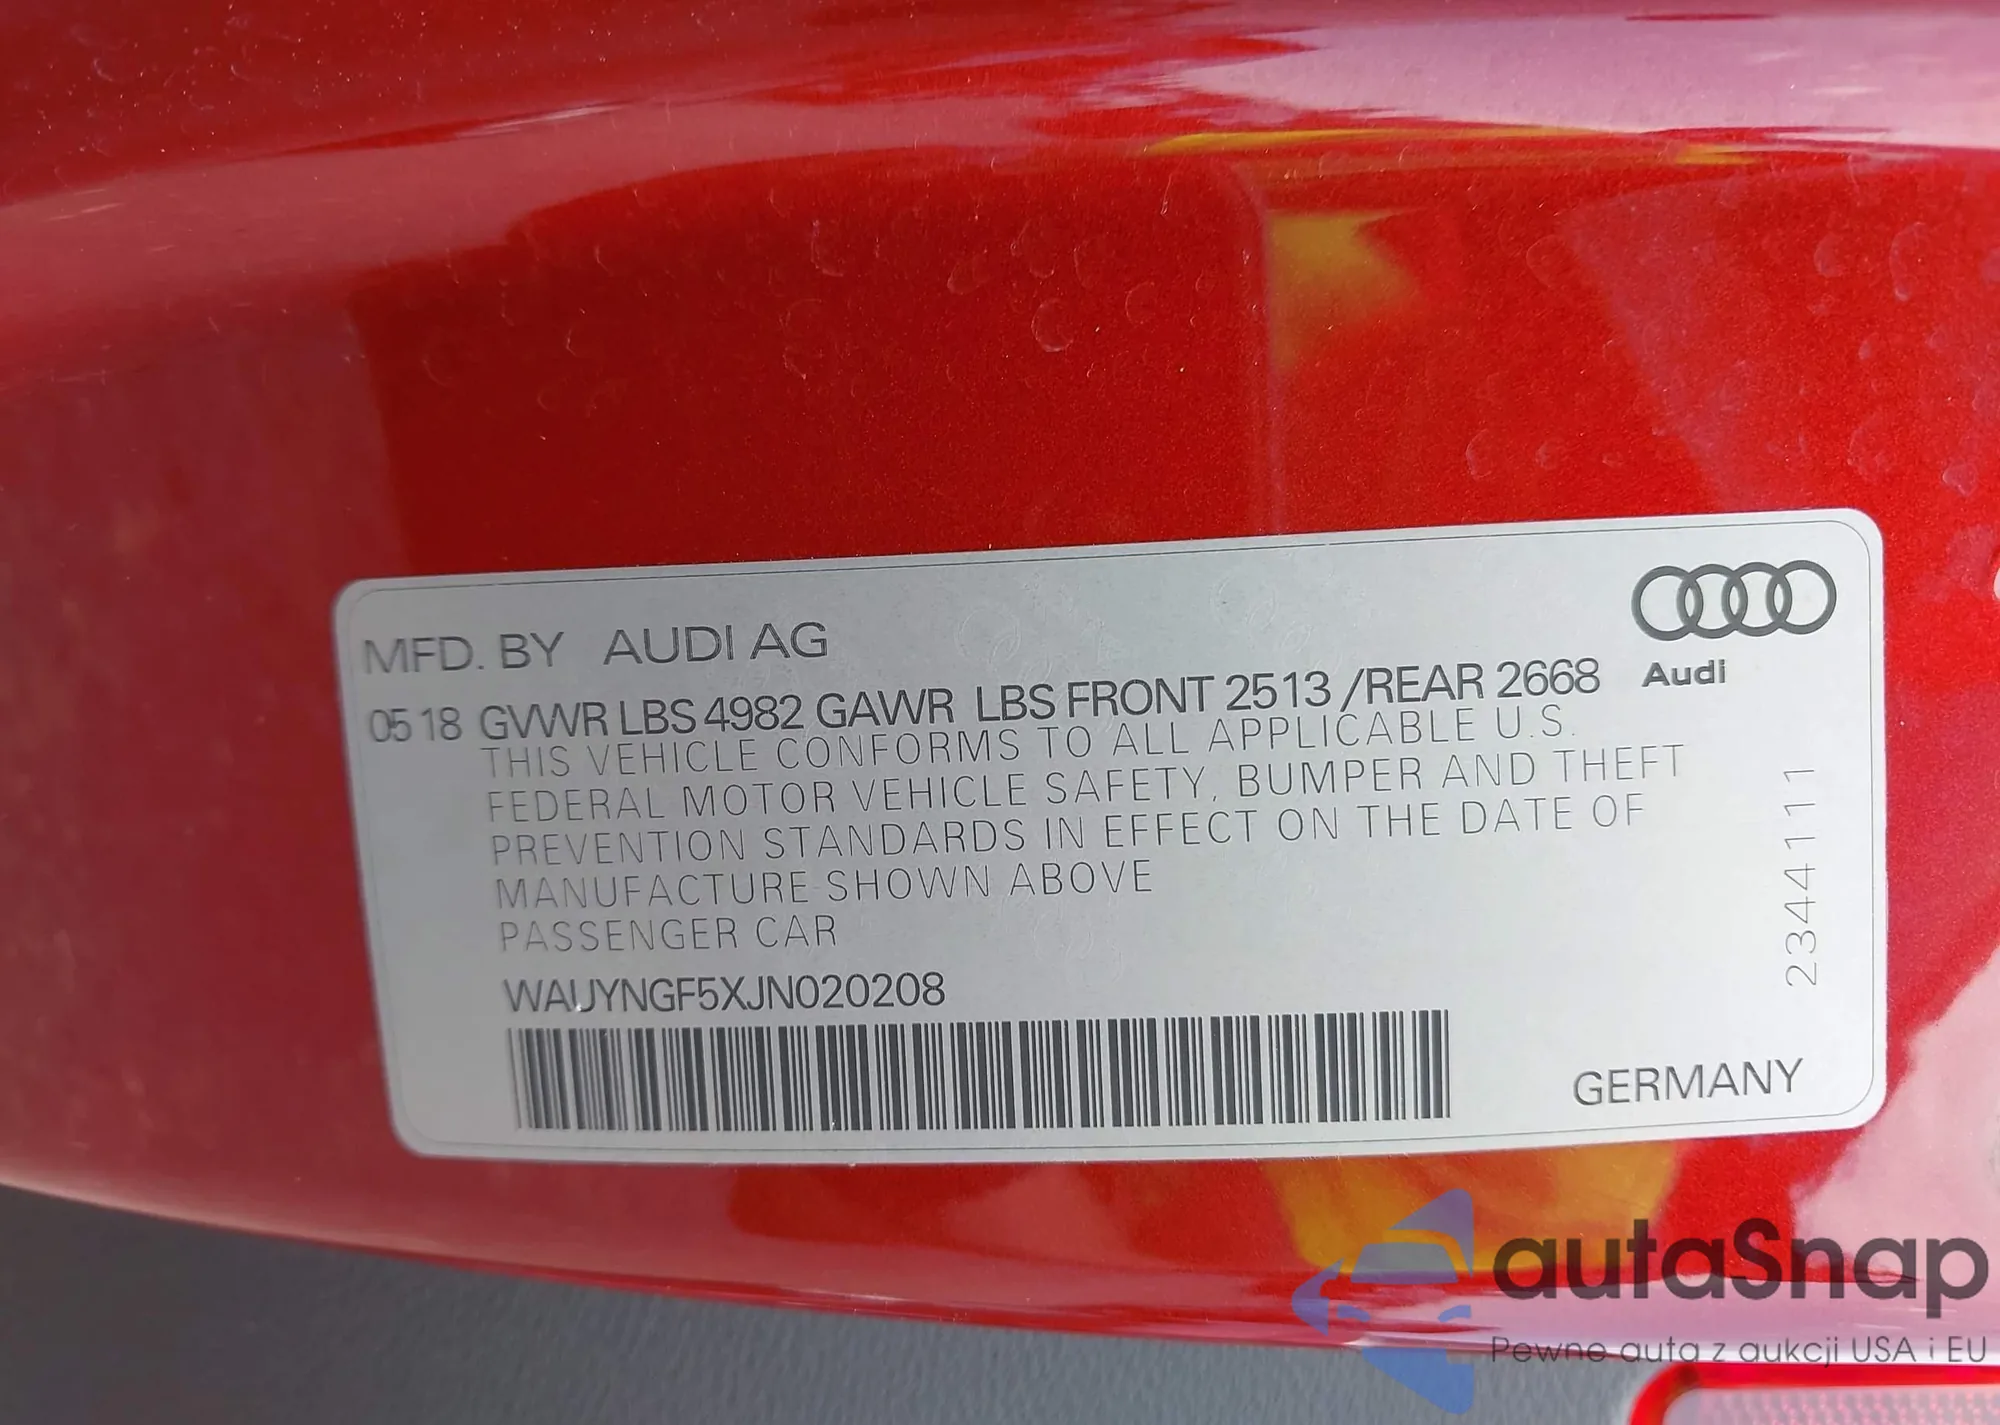 MFD. BY AUDI AG
05 18 GVWR LBS 4982 GAWR LBS FRONT 2513 /REAR 2668
Audi
THIS VEHICLE CONFORMS TO ALL APPLICABLE U.S.
FEDERAL MOTOR VEHICLE SAFETY, BUMPER AND THEFT
PREVENTION STANDARDS IN EFFECT ON THE DATE OF
MANUFACTURE SHOWN ABOVE
PASSENGER CAR
WAUYNGF5XJN020208
2344111
GERMANY
autaSnap
Pewne auta z aukcji USA i EU